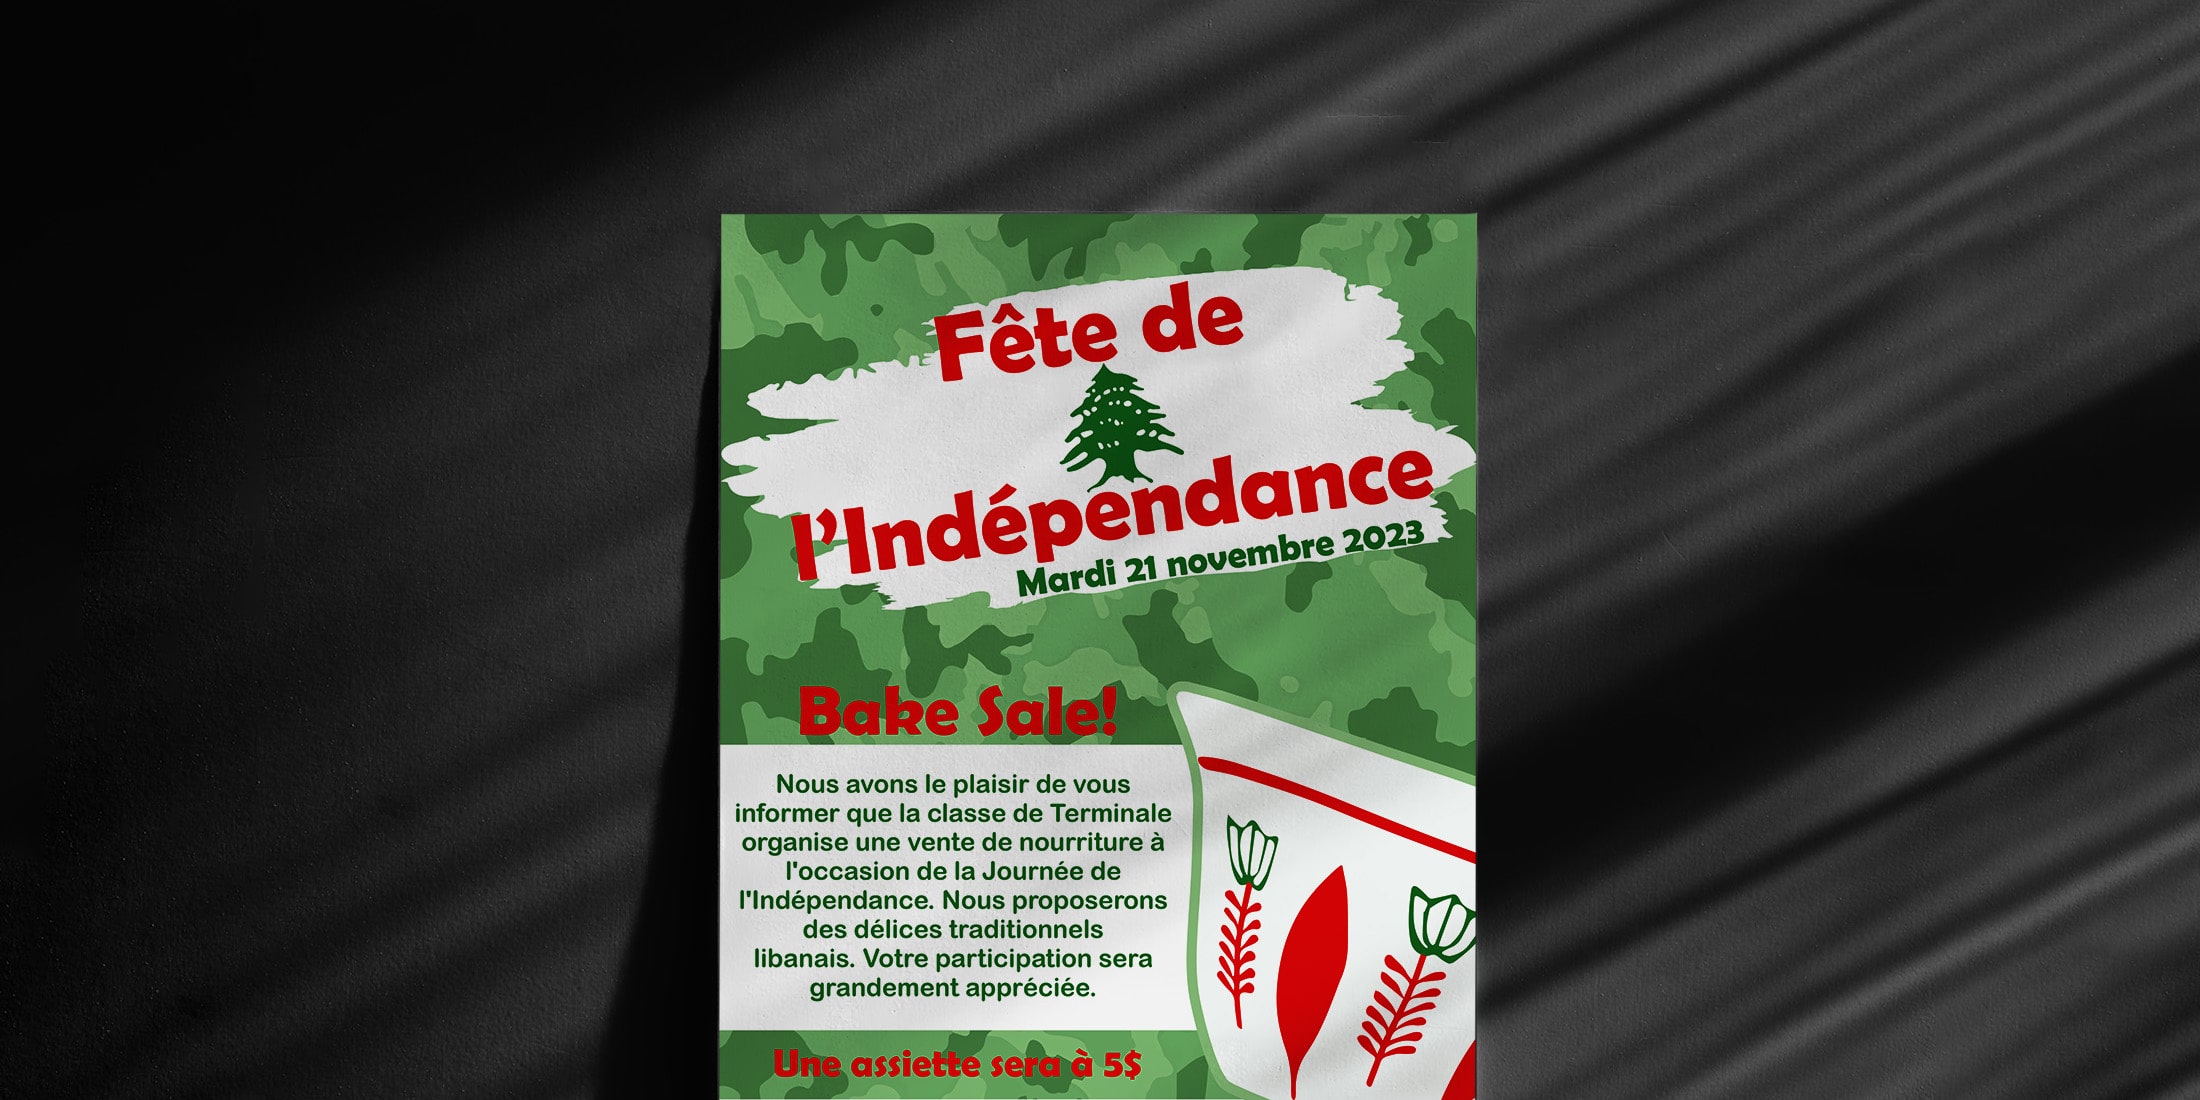 Fête de
l'Indépendance
Mardi 21 novembre 2023
Bake Sale!
Nous avons le plaisir de vous
informer que la classe de Terminale
organise une vente de nourriture à
l'occasion de la Journée de
l'Indépendance. Nous proposerons
des délices traditionnels
libanais. Votre participation sera
grandement appréciée.
Une assiette sera à 5$